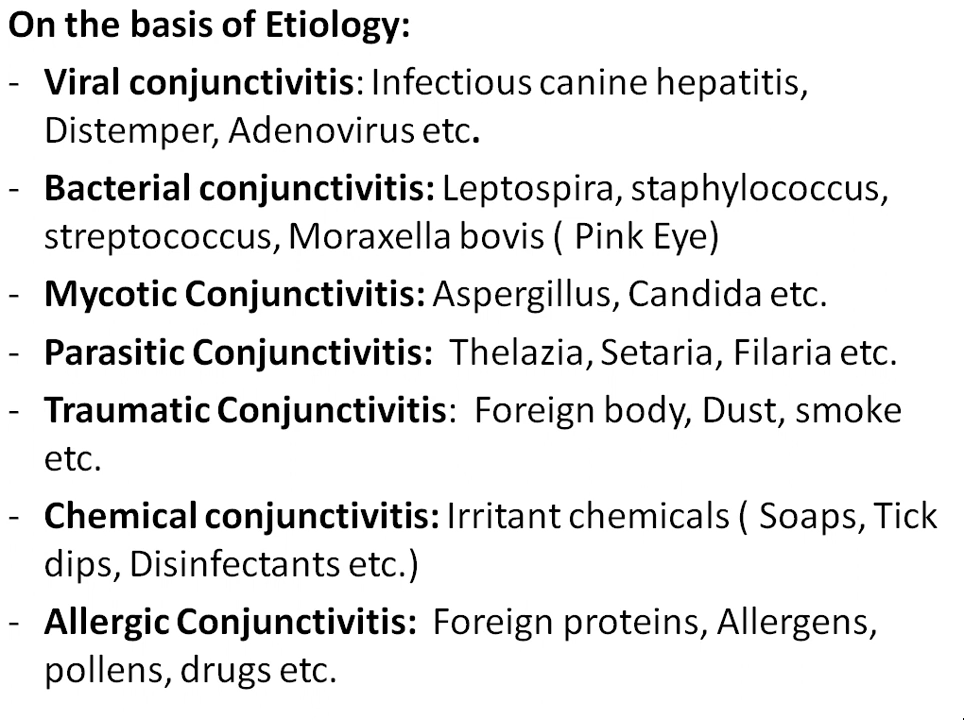 On the basis of Etiology:
- Viral conjunctivitis: Infectious canine hepatitis,
Distemper, Adenovirus etc.
- Bacterial conjunctivitis: Leptospira, staphylococcus,
streptococcus, Moraxella bovis ( Pink Eye)
- Mycotic Conjunctivitis: Aspergillus, Candida etc.
- Parasitic Conjunctivitis: Thelazia, Setaria, Filaria etc.
- Traumatic Conjunctivitis: Foreign body, Dust, smoke
etc.
- Chemical conjunctivitis: Irritant chemicals ( Soaps, Tick
dips, Disinfectants etc.)
- Allergic Conjunctivitis: Foreign proteins, Allergens,
pollens, drugs etc.